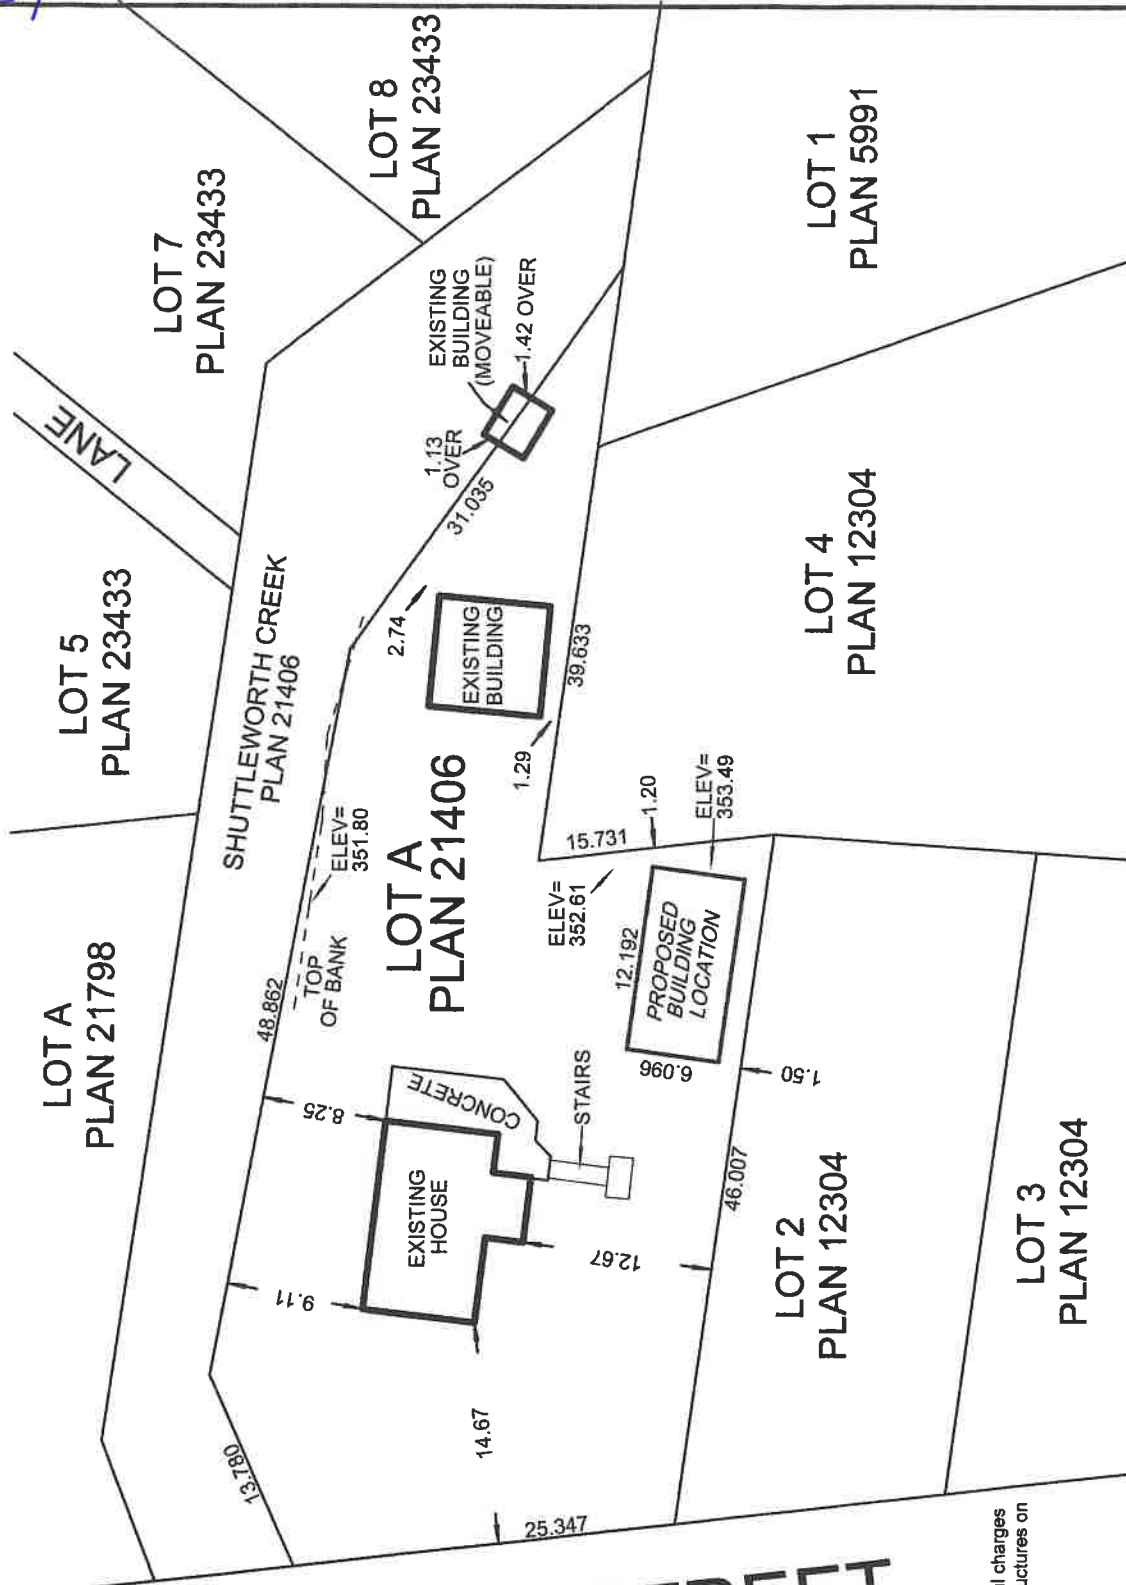 LOT 8
PLAN 23433
LOT 7
PLAN 23433
LOT 1
PLAN 5991
LANE
EXISTING
BUILDING
(MOVEABLE)
1.42 OVER
1.13
OVER
31.035
LOT 5
PLAN 23433
SHUTTLEWORTH CREEK
PLAN 21406
2.74
EXISTING
BUILDING
39.633
LOT 4
PLAN 12304
1.29
ELEV=
351.80
LOT A
PLAN 21406
15.731
1.20
ELEV=
353.49
ELEV=
352.61
LOT A
PLAN 21798
48.862
TOP
OF BANK
12.192
PROPOSED
BUILDING
LOCATION
6.096
1.50
8.25
CONCRETE
STAIRS
EXISTING
HOUSE
9.11
12.67
46.007
LOT 2
PLAN 12304
LOT 3
PLAN 12304
14.67
13.780
25.347
charges
on